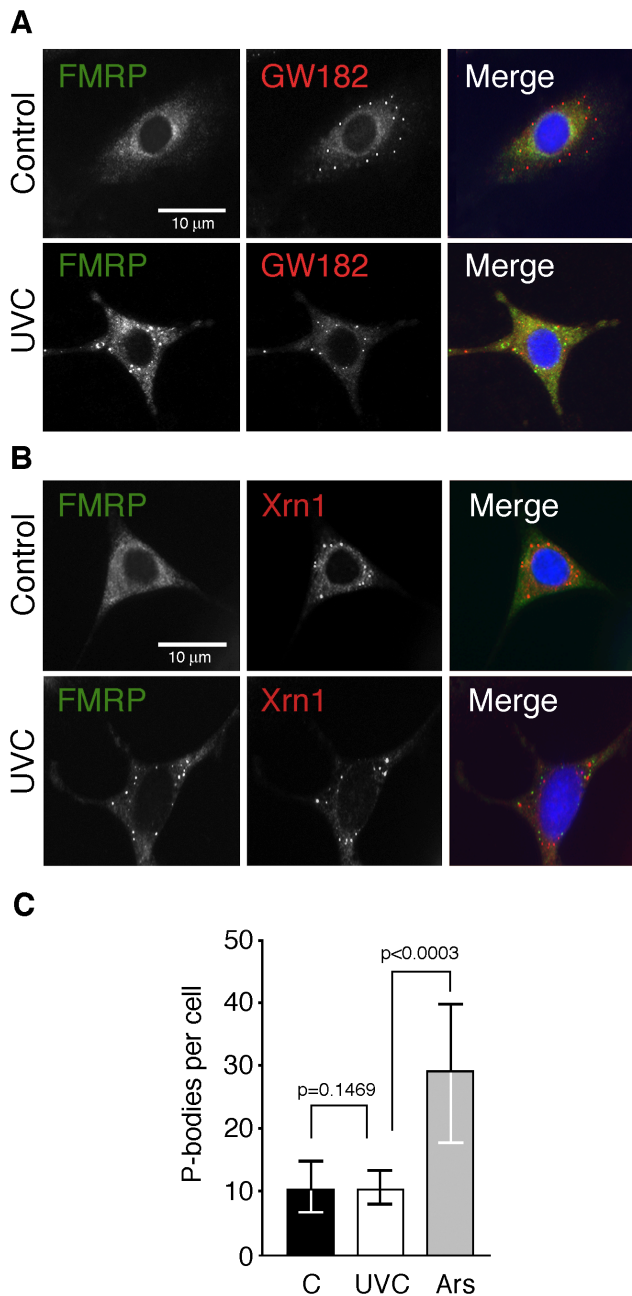 A
Control
FMRP
GW182
Merge
10 μm
UVC
FMRP
GW182
Merge
B
Control
FMRP
Xrn1
Merge
10 μm
UVC
FMRP
Xrn1
Merge
C
P-bodies per cell
50
40
30
20
10
0
p<0.0003
p=0.1469
C UVC Ars